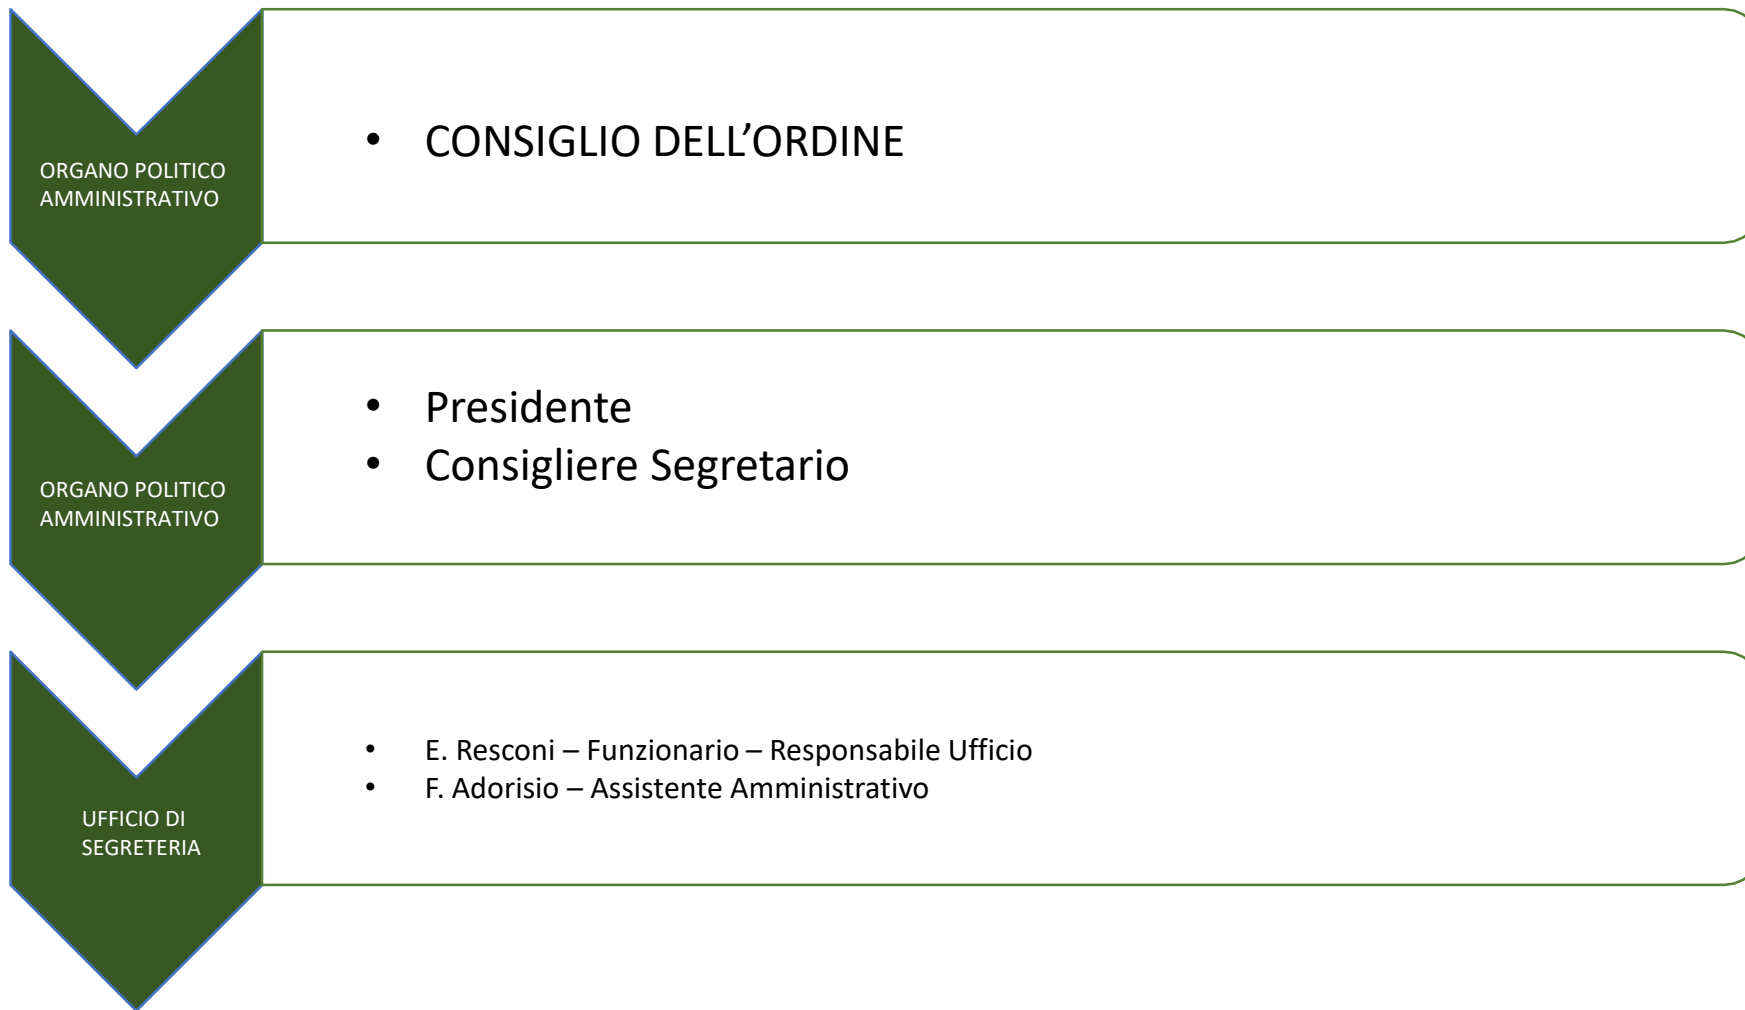 ORGANO POLITICO
AMMINISTRATIVO
• CONSIGLIO DELL’ORDINE
ORGANO POLITICO
AMMINISTRATIVO
• Presidente
• Consigliere Segretario
UFFICIO DI
SEGRETERIA
• E. Resconi – Funzionario – Responsabile Ufficio
• F. Adorisio – Assistente Amministrativo